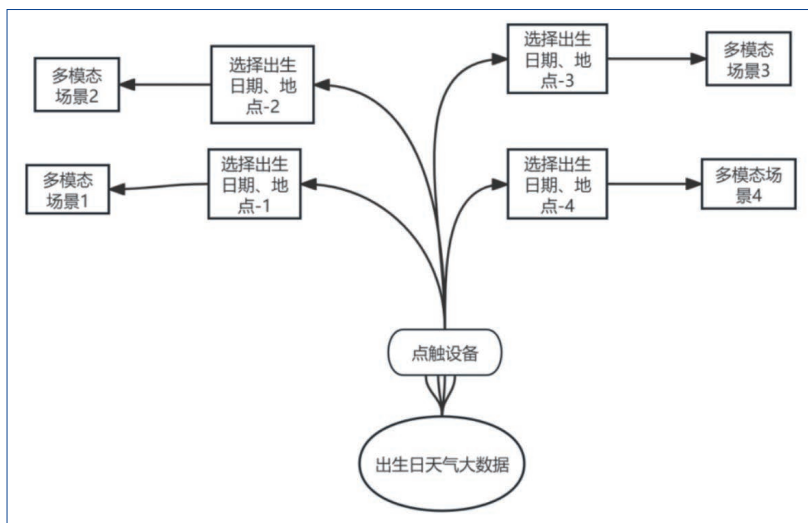 多模态
场景2
选择出生
日期、地
点-2
选择出生
日期、地
点-3
多模态
场景3
多模态
场景1
选择出生
日期、地
点-1
选择出生
日期、地
点-4
多模态场
景4
点触设备
出生日天气大数据